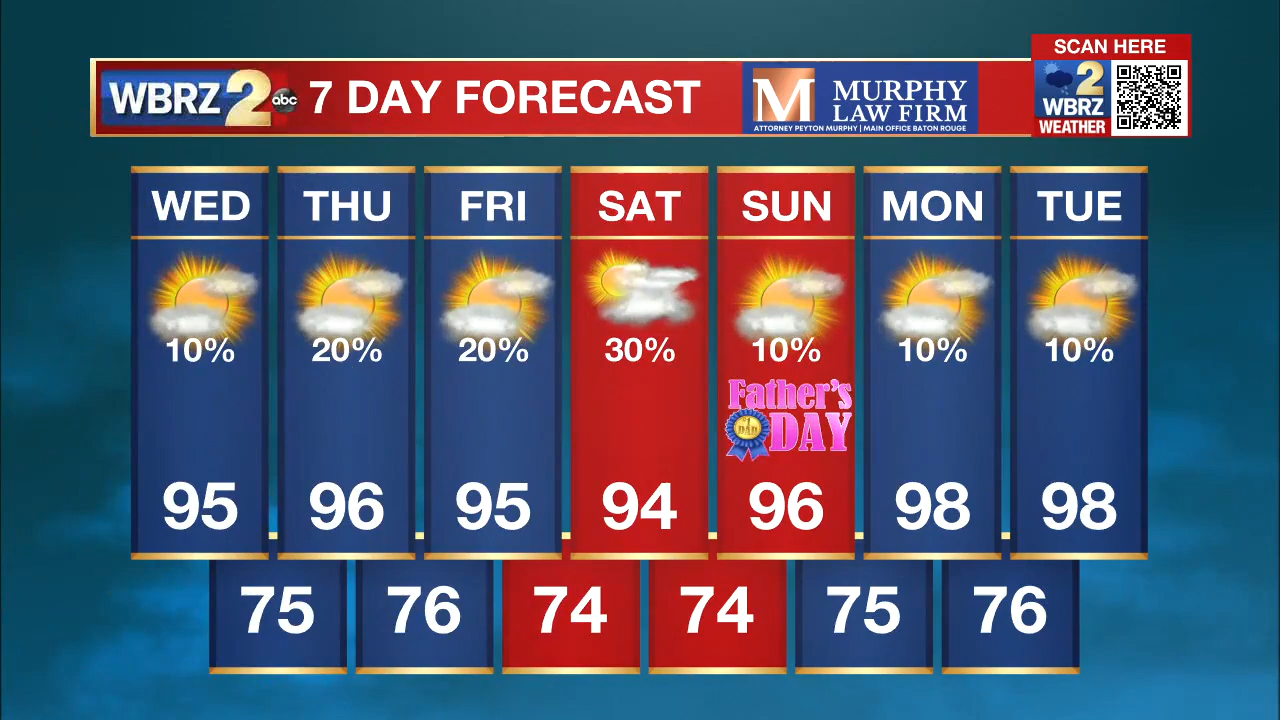 SCAN HERE
WBRZ 2 abc 7 DAY FORECAST
M MURPHY
LAW FIRM
ATTORNEY PEYTON MURPHY | MAIN OFFICE BATON ROUGE
2
WBRZ
WEATHER
WED THU FRI SAT SUN MON TUE
10% 20% 20% 30% 10% 10% 10%
Father's
#1 DAD DAY
95 96 95 94 96 98 98
75 76 74 74 75 76